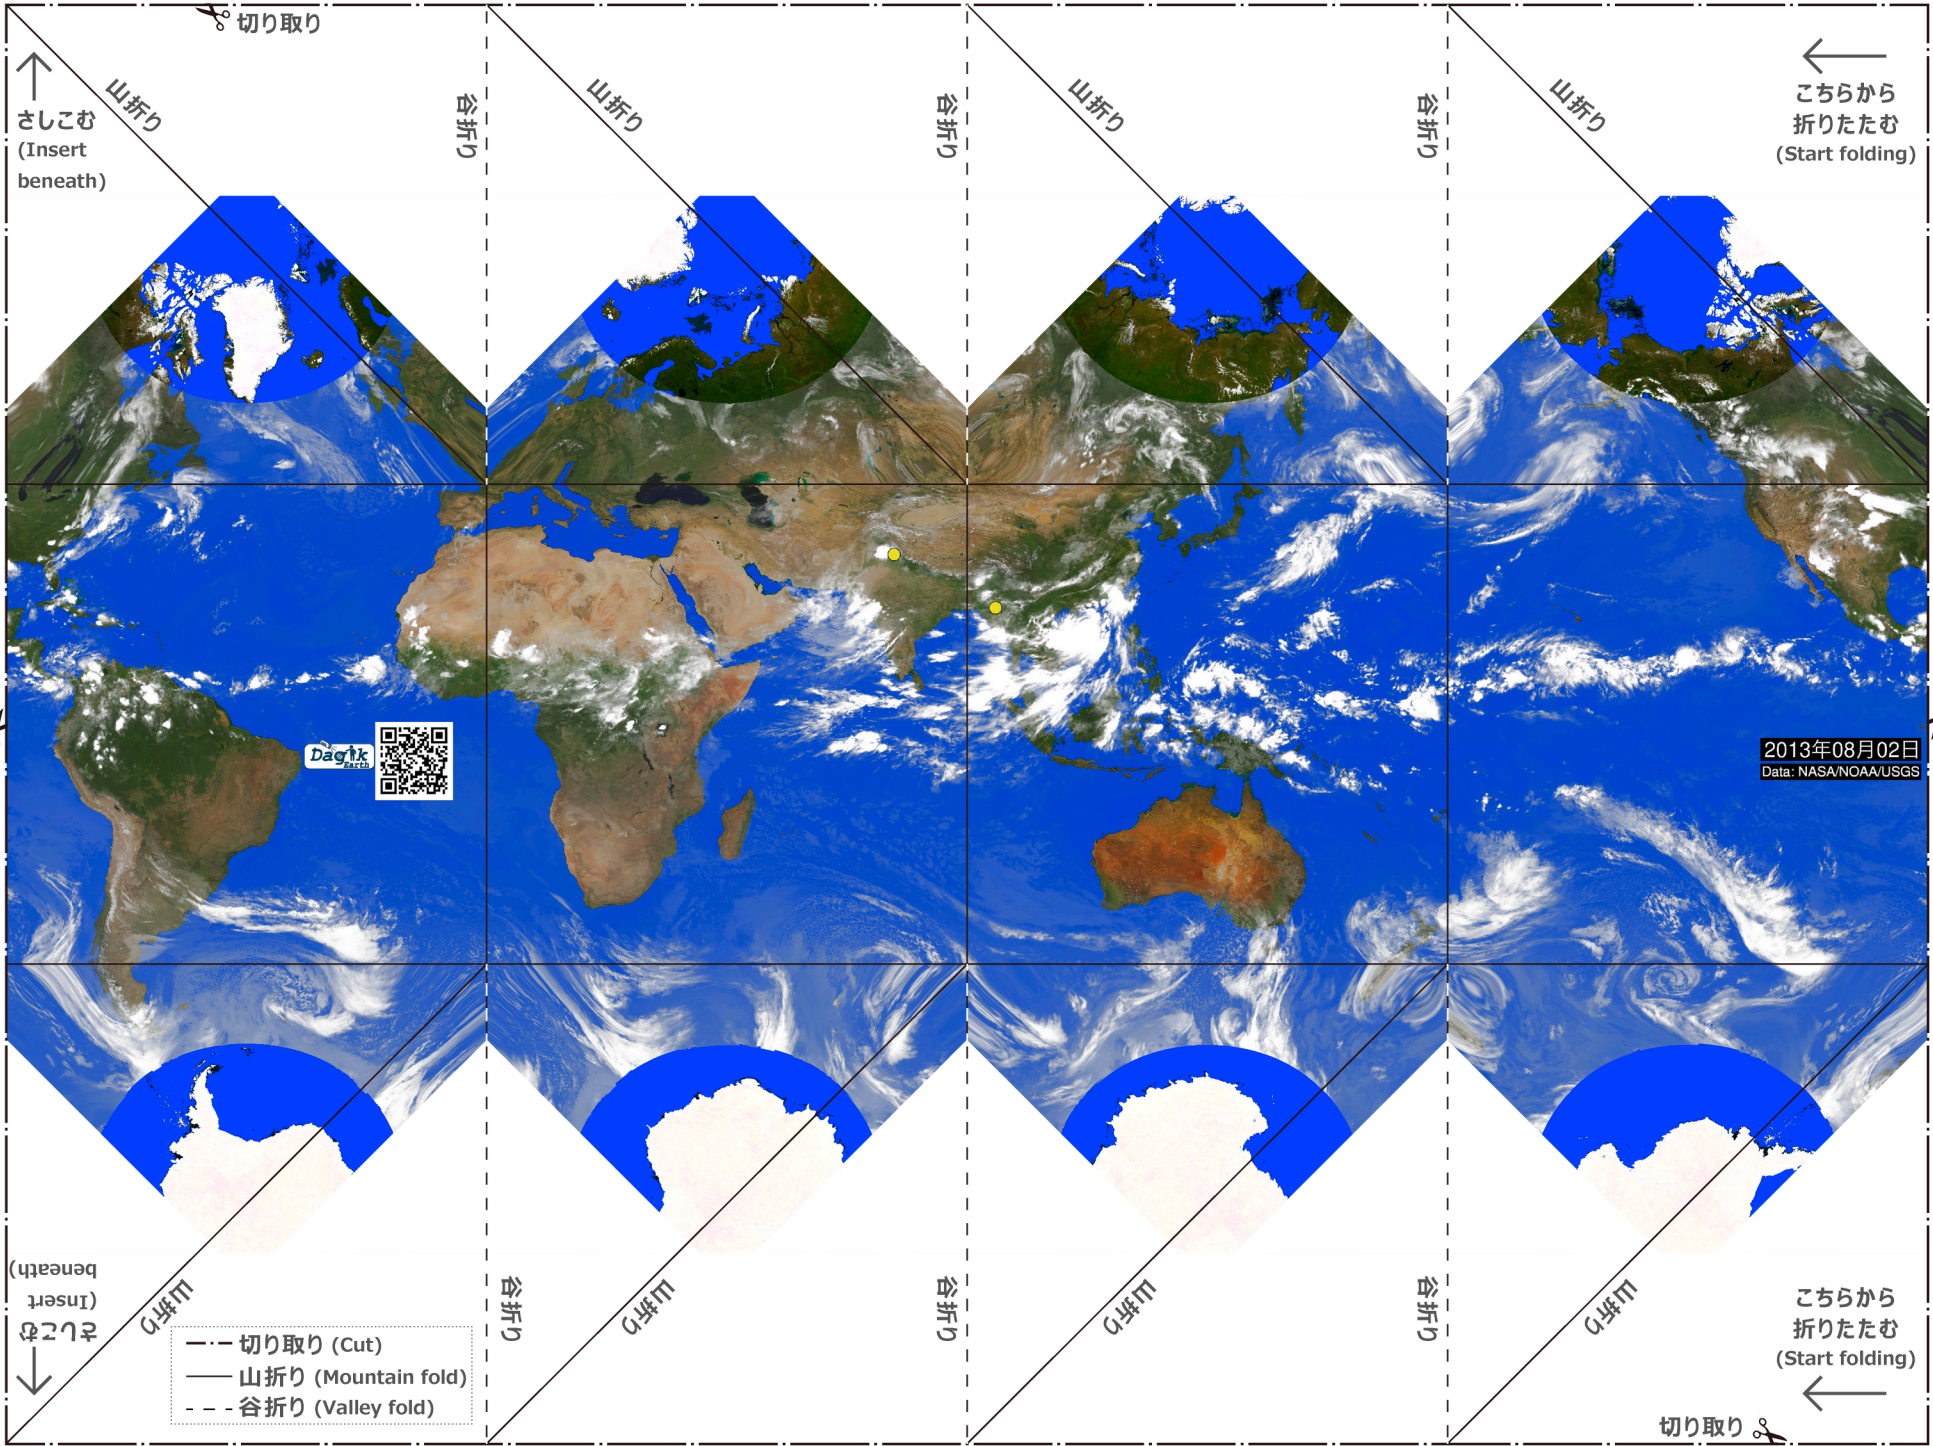 切り取り
さしこむ
(Insert
beneath)
山折り
谷折り
山折り
谷折り
山折り
谷折り
山折り
こちらから
折りたたむ
(Start folding)
Dagik
Earth
2013年08月02日
Data: NASA/NOAA/USGS
さしこむ
(Insert
beneath)
山折り
谷折り
山折り
谷折り
山折り
谷折り
山折り
こちらから
折りたたむ
(Start folding)
切り取り (Cut)
山折り (Mountain fold)
谷折り (Valley fold)
切り取り